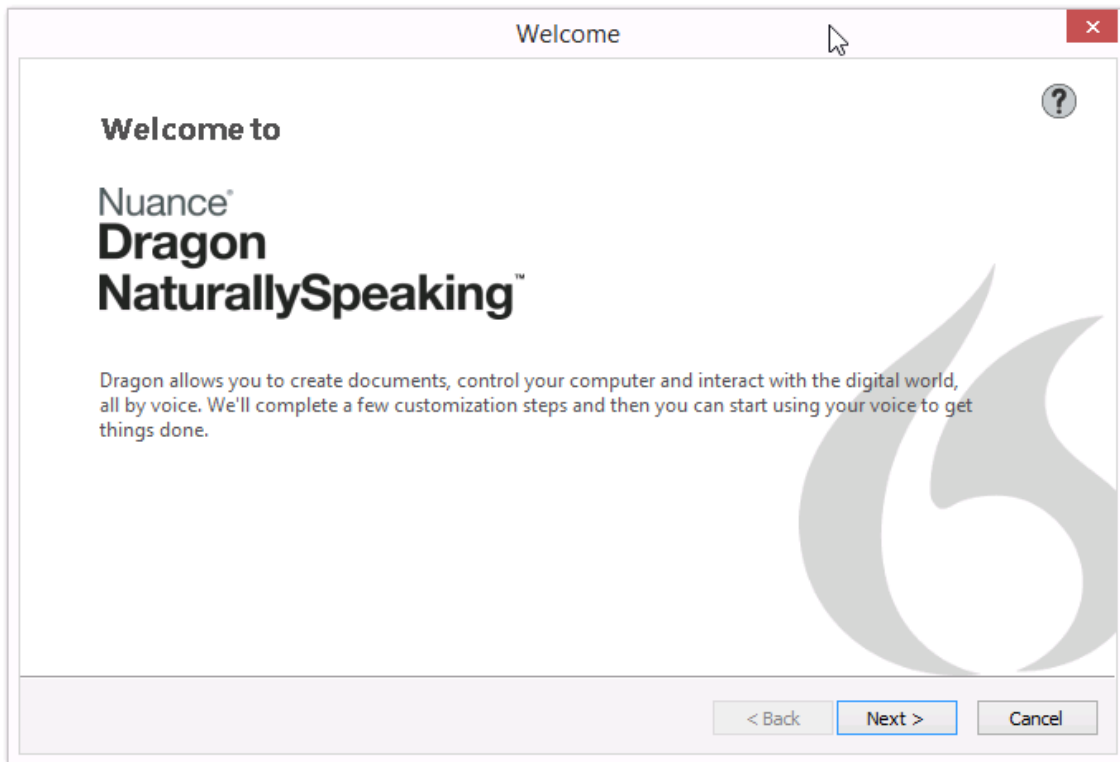 Welcome
×
?
Welcome to
Nuance®
Dragon
NaturallySpeaking™
Dragon allows you to create documents, control your computer and interact with the digital world,
all by voice. We'll complete a few customization steps and then you can start using your voice to get
things done.
< Back Next > Cancel